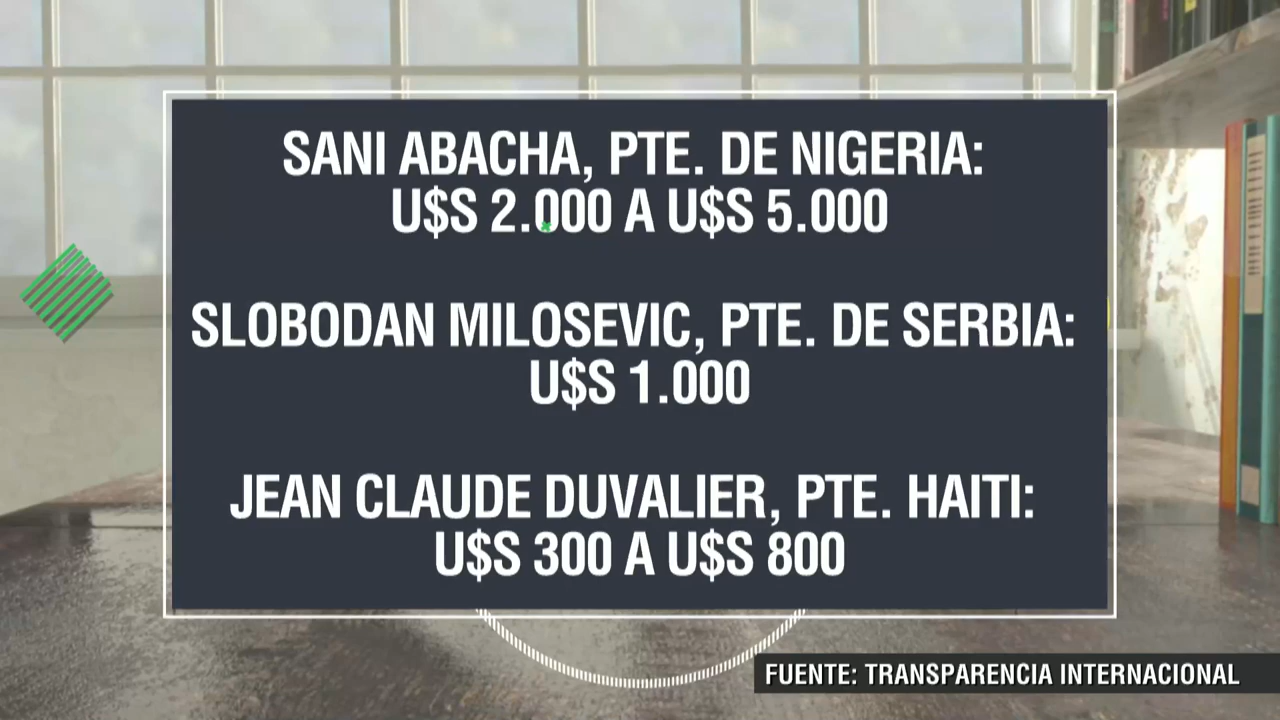 SANI ABACHA, PTE. DE NIGERIA:
U$S 2.000 A U$S 5.000
SLOBODAN MILOSEVIC, PTE. DE SERBIA:
U$S 1.000
JEAN CLAUDE DUVALIER, PTE. HAITI:
U$S 300 A U$S 800
FUENTE: TRANSPARENCIA INTERNACIONAL